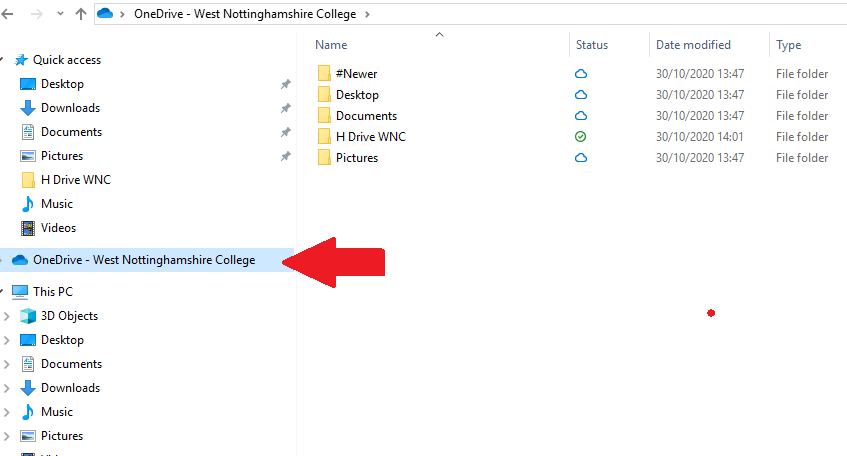 OneDrive - West Nottinghamshire College
Name Status Date modified Type
Quick access
Desktop
Downloads
Documents
Pictures
H Drive WNC
Music
Videos
OneDrive - West Nottinghamshire College
This PC
3D Objects
Desktop
Documents
Downloads
Music
Pictures
#Newer 30/10/2020 13:47 File folder
Desktop 30/10/2020 13:47 File folder
Documents 30/10/2020 13:47 File folder
H Drive WNC 30/10/2020 14:01 File folder
Pictures 30/10/2020 13:47 File folder